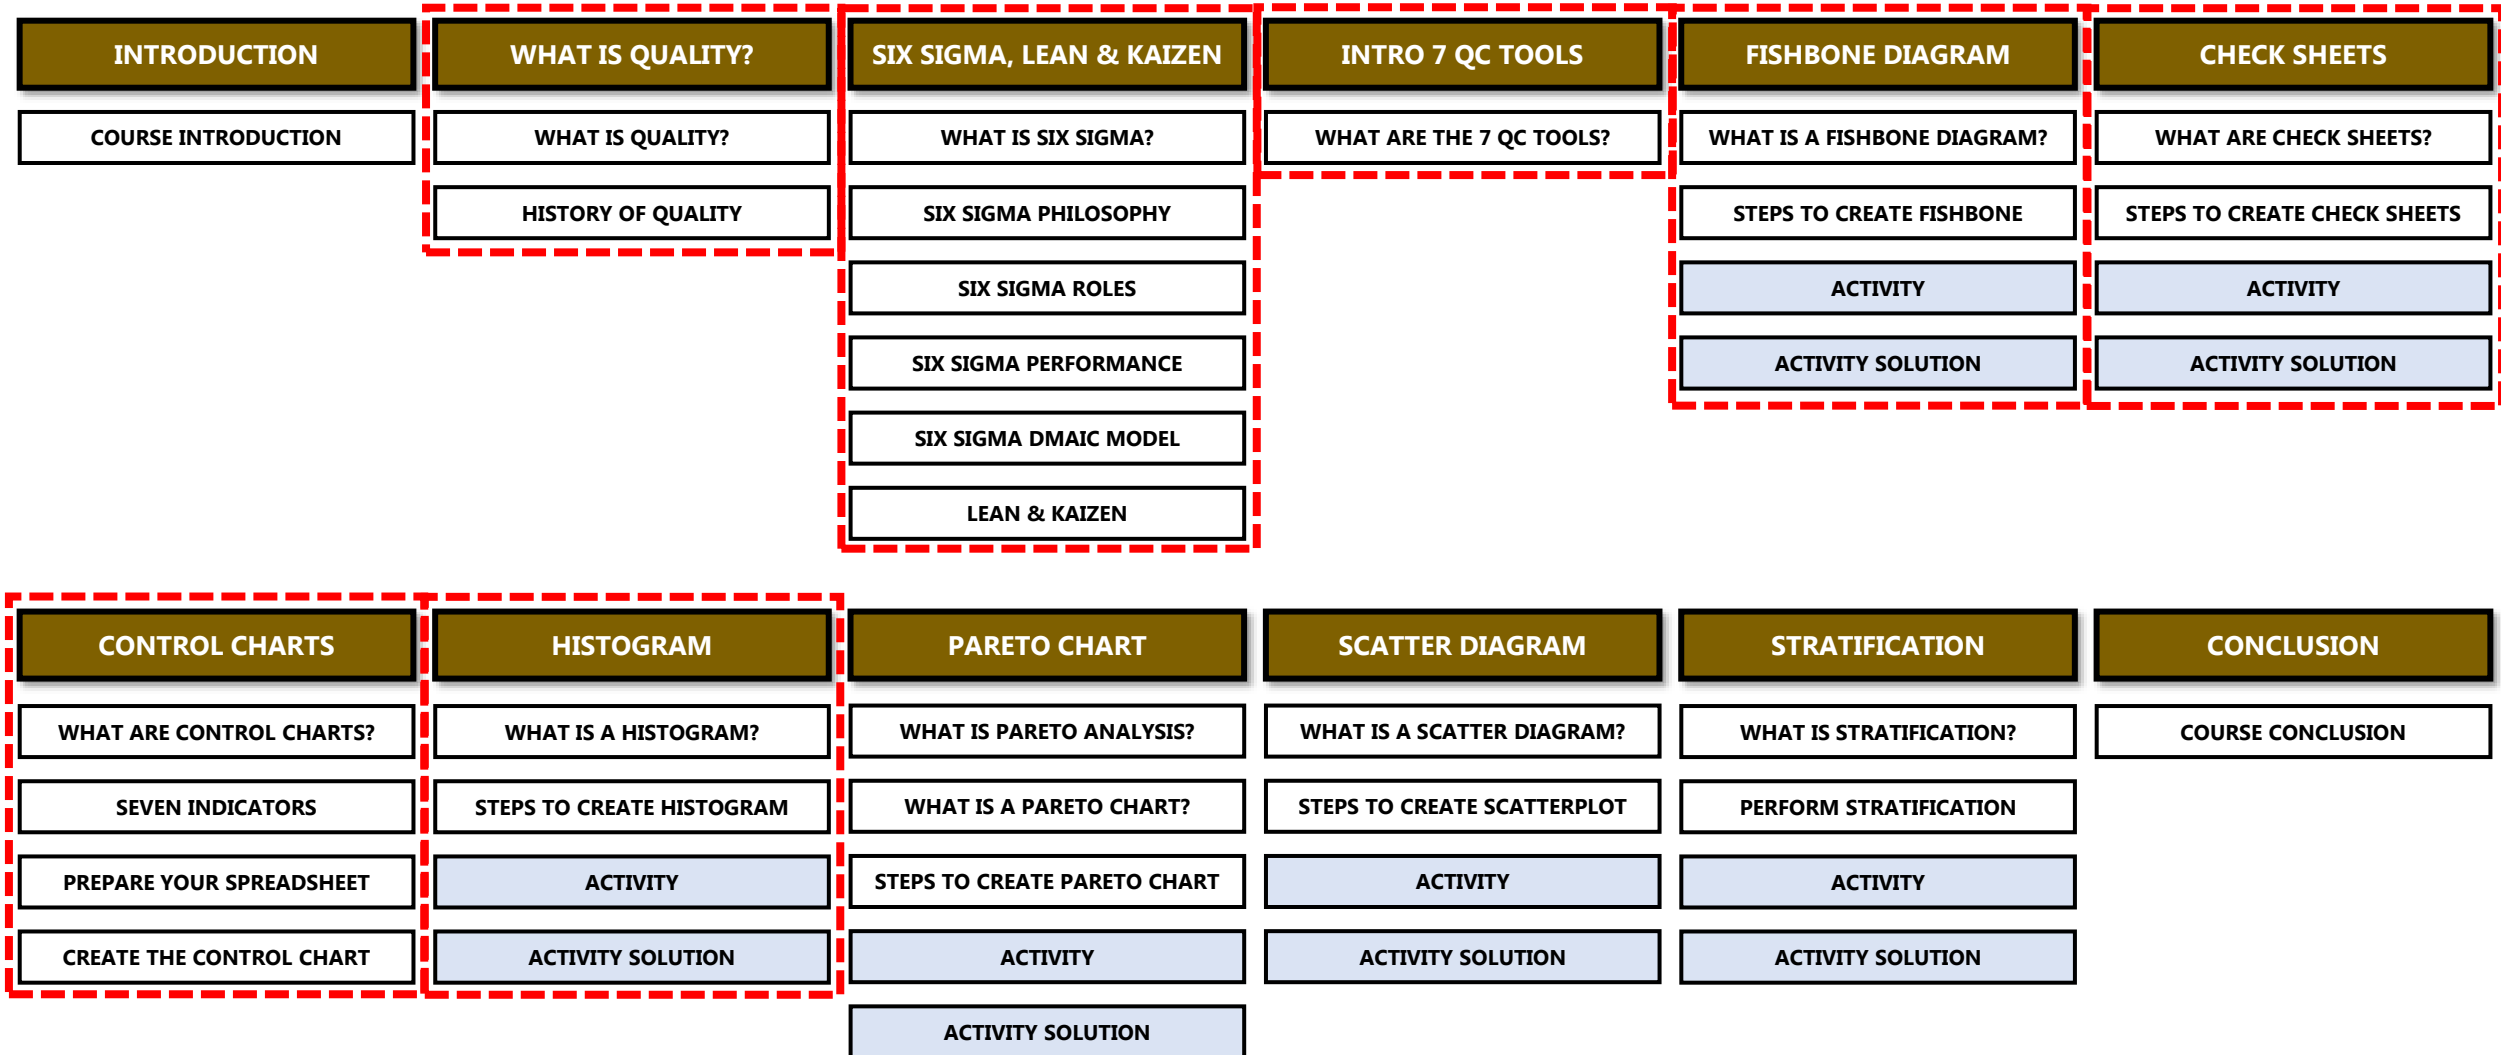 INTRODUCTION
COURSE INTRODUCTION
WHAT IS QUALITY?
WHAT IS QUALITY?
HISTORY OF QUALITY
SIX SIGMA, LEAN & KAIZEN
WHAT IS SIX SIGMA?
SIX SIGMA PHILOSOPHY
SIX SIGMA ROLES
SIX SIGMA PERFORMANCE
SIX SIGMA DMAIC MODEL
LEAN & KAIZEN
INTRO 7 QC TOOLS
WHAT ARE THE 7 QC TOOLS?
FISHBONE DIAGRAM
WHAT IS A FISHBONE DIAGRAM?
STEPS TO CREATE FISHBONE
ACTIVITY
ACTIVITY SOLUTION
CHECK SHEETS
WHAT ARE CHECK SHEETS?
STEPS TO CREATE CHECK SHEETS
ACTIVITY
ACTIVITY SOLUTION
CONTROL CHARTS
WHAT ARE CONTROL CHARTS?
SEVEN INDICATORS
PREPARE YOUR SPREADSHEET
CREATE THE CONTROL CHART
HISTOGRAM
WHAT IS A HISTOGRAM?
STEPS TO CREATE HISTOGRAM
ACTIVITY
ACTIVITY SOLUTION
PARETO CHART
WHAT IS PARETO ANALYSIS?
WHAT IS A PARETO CHART?
STEPS TO CREATE PARETO CHART
ACTIVITY
ACTIVITY SOLUTION
SCATTER DIAGRAM
WHAT IS A SCATTER DIAGRAM?
STEPS TO CREATE SCATTERPLOT
ACTIVITY
ACTIVITY SOLUTION
STRATIFICATION
WHAT IS STRATIFICATION?
PERFORM STRATIFICATION
ACTIVITY
ACTIVITY SOLUTION
CONCLUSION
COURSE CONCLUSION